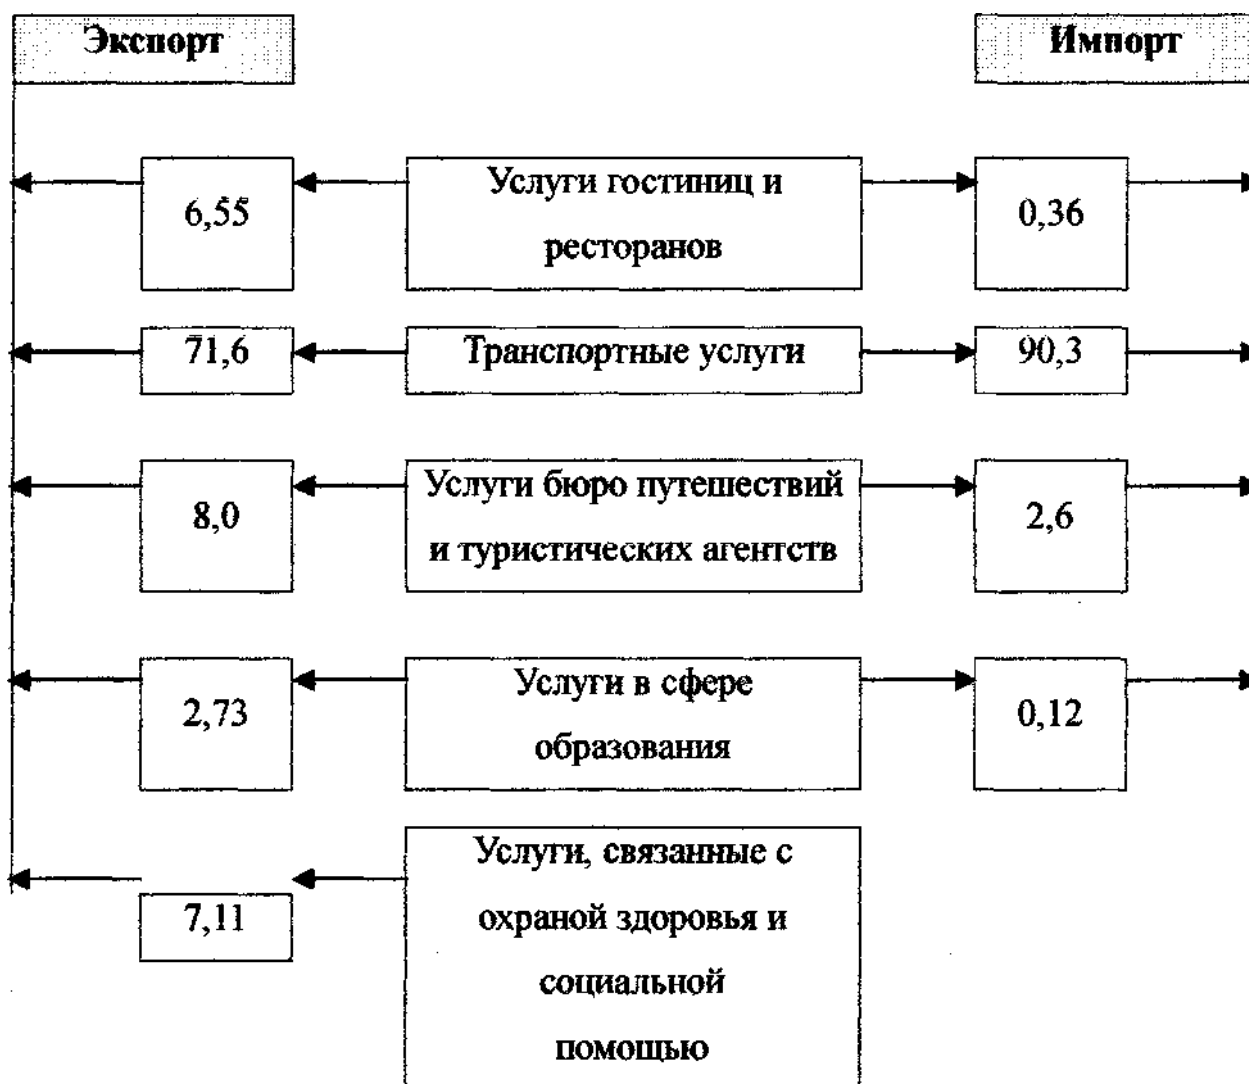 Экспорт
Импорт
6,55
Услуги гостиниц и
ресторанов
0,36
71,6
Транспортные услуги
90,3
8,0
Услуги бюро путешествий
и туристических агентств
2,6
2,73
Услуги в сфере
образования
0,12
7,11
Услуги, связанные с
охраной здоровья и
социальной
помощью